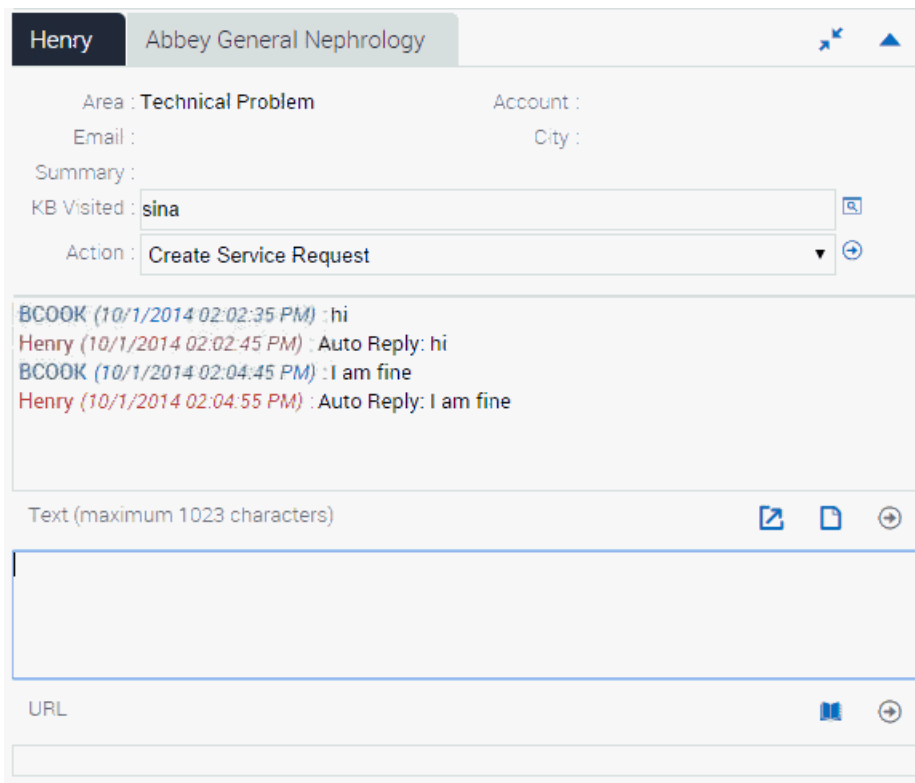 Henry Abbey General Nephrology
Area : Technical Problem Account :
Email : City :
Summary :
KB Visited : sina
Action : Create Service Request
BCOOK (10/1/2014 02:02:35 PM) : hi
Henry (10/1/2014 02:02:45 PM) : Auto Reply: hi
BCOOK (10/1/2014 02:04:45 PM) : I am fine
Henry (10/1/2014 02:04:55 PM) : Auto Reply: I am fine
Text (maximum 1023 characters)
URL